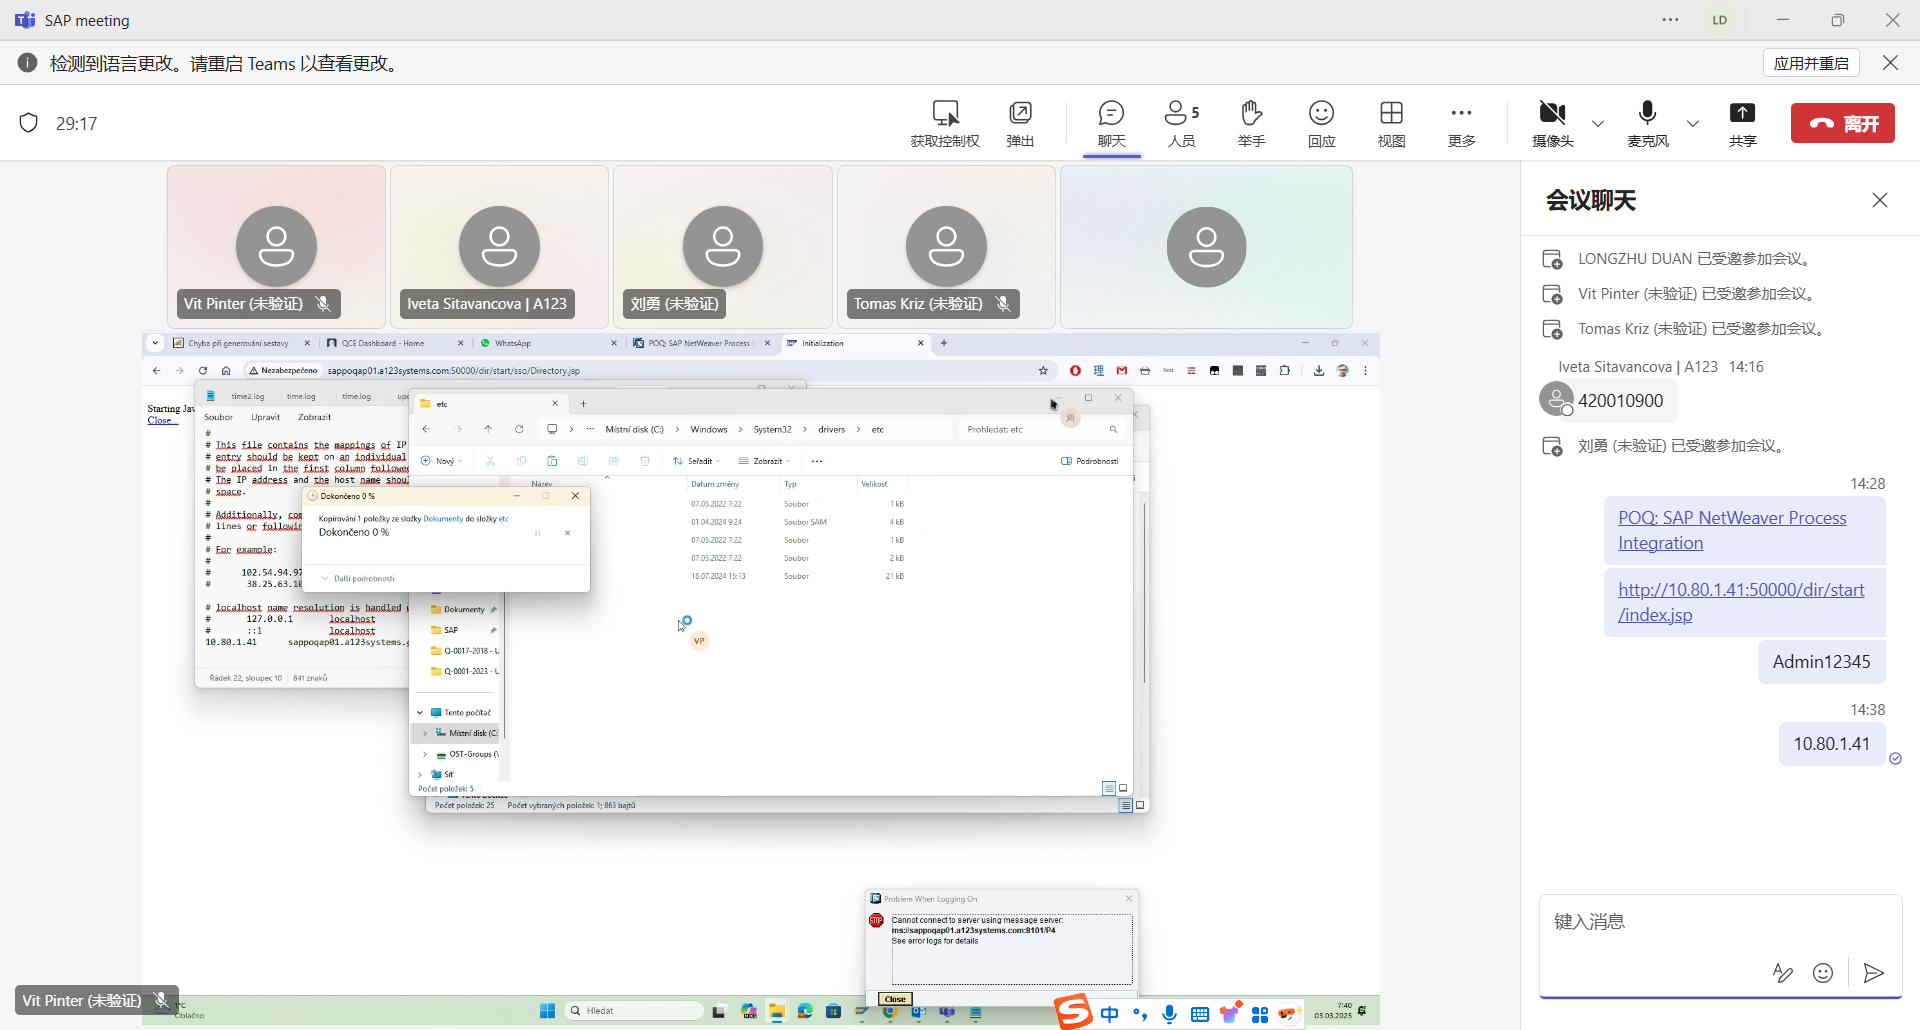 SAP meeting
LD
检测到语言更改。请重启 Teams 以查看更改。
应用并重启
29:17
获取控制权
弹出
聊天
5
人员
举手
回应
视图
更多
摄像头
麦克风
共享
离开
Vit Pinter (未验证)
Iveta Sitavancova | A123
刘勇 (未验证)
Tomas Kriz (未验证)
会议聊天
LONGZHU DUAN 已受邀参加会议。
Vit Pinter (未验证) 已受邀参加会议。
Tomas Kriz (未验证) 已受邀参加会议。
Iveta Sitavancova | A123 14:16
420010900
刘勇 (未验证) 已受邀参加会议。
14:28
POQ: SAP NetWeaver Process
Integration
http://10.80.1.41:50000/dir/start
/index.jsp
Admin12345
14:38
10.80.1.41
键入消息
Chyba při generování sestavy
QCE Dashboard - Home
WhatsApp
POQ: SAP NetWeaver Process
Initialization
Nezabezpečeno
sappoqap01.a123systems.com:50000/dir/start/sso/Directory.jsp
Starting Jav
Close...
time2.log
time.log
time.log
Soubor
Upravit
Zobrazit
#
# This file contains the mappings of IP
# entry should be kept on an individual
# be placed in the first column followe
# The IP address and the host name shoul
# space.
#
# Additionally, com
# lines or followin
#
# For example:
#
# 102.54.94.97
# 38.25.63.10
# localhost name resolution is handled
# 127.0.0.1 localhost
# ::1 localhost
10.80.1.41 sappoqap01.a123systems.c
Řádek 22, sloupec 10
841 znaků
etc
刘
Místní disk (C:)
Windows
System32
drivers
etc
Prohledat: etc
Nový
Seřadit
Zobrazit
Podrobnosti
Název
Datum změny
Typ
Velikost
07.05.2022 7:22 Soubor 1 kB
01.04.2024 9:24 Soubor SAM 4 kB
07.05.2022 7:22 Soubor 1 kB
07.05.2022 7:22 Soubor 2 kB
18.07.2024 15:13 Soubor 21 kB
Dokončeno 0 %
Kopírování 1 položky ze složky Dokumenty do složky etc
Dokončeno 0 %
Další podrobnosti
VP
Dokumenty
SAP
Q-0017-2018 - U
Q-0001-2023 - U
Tento počítač
Místní disk (C:
OST-Groups (\
Síť
Počet položek: 5
Počet položek: 25
Počet vybraných položek: 1; 863 bajtů
Problem When Logging On
STOP
Cannot connect to server using message server:
ms://sappoqap01.a123systems.com:8101/P4
See error logs for details
Close
Vit Pinter (未验证)
1°C
Oblačno
Hledat
中
7:40
03.03.2025